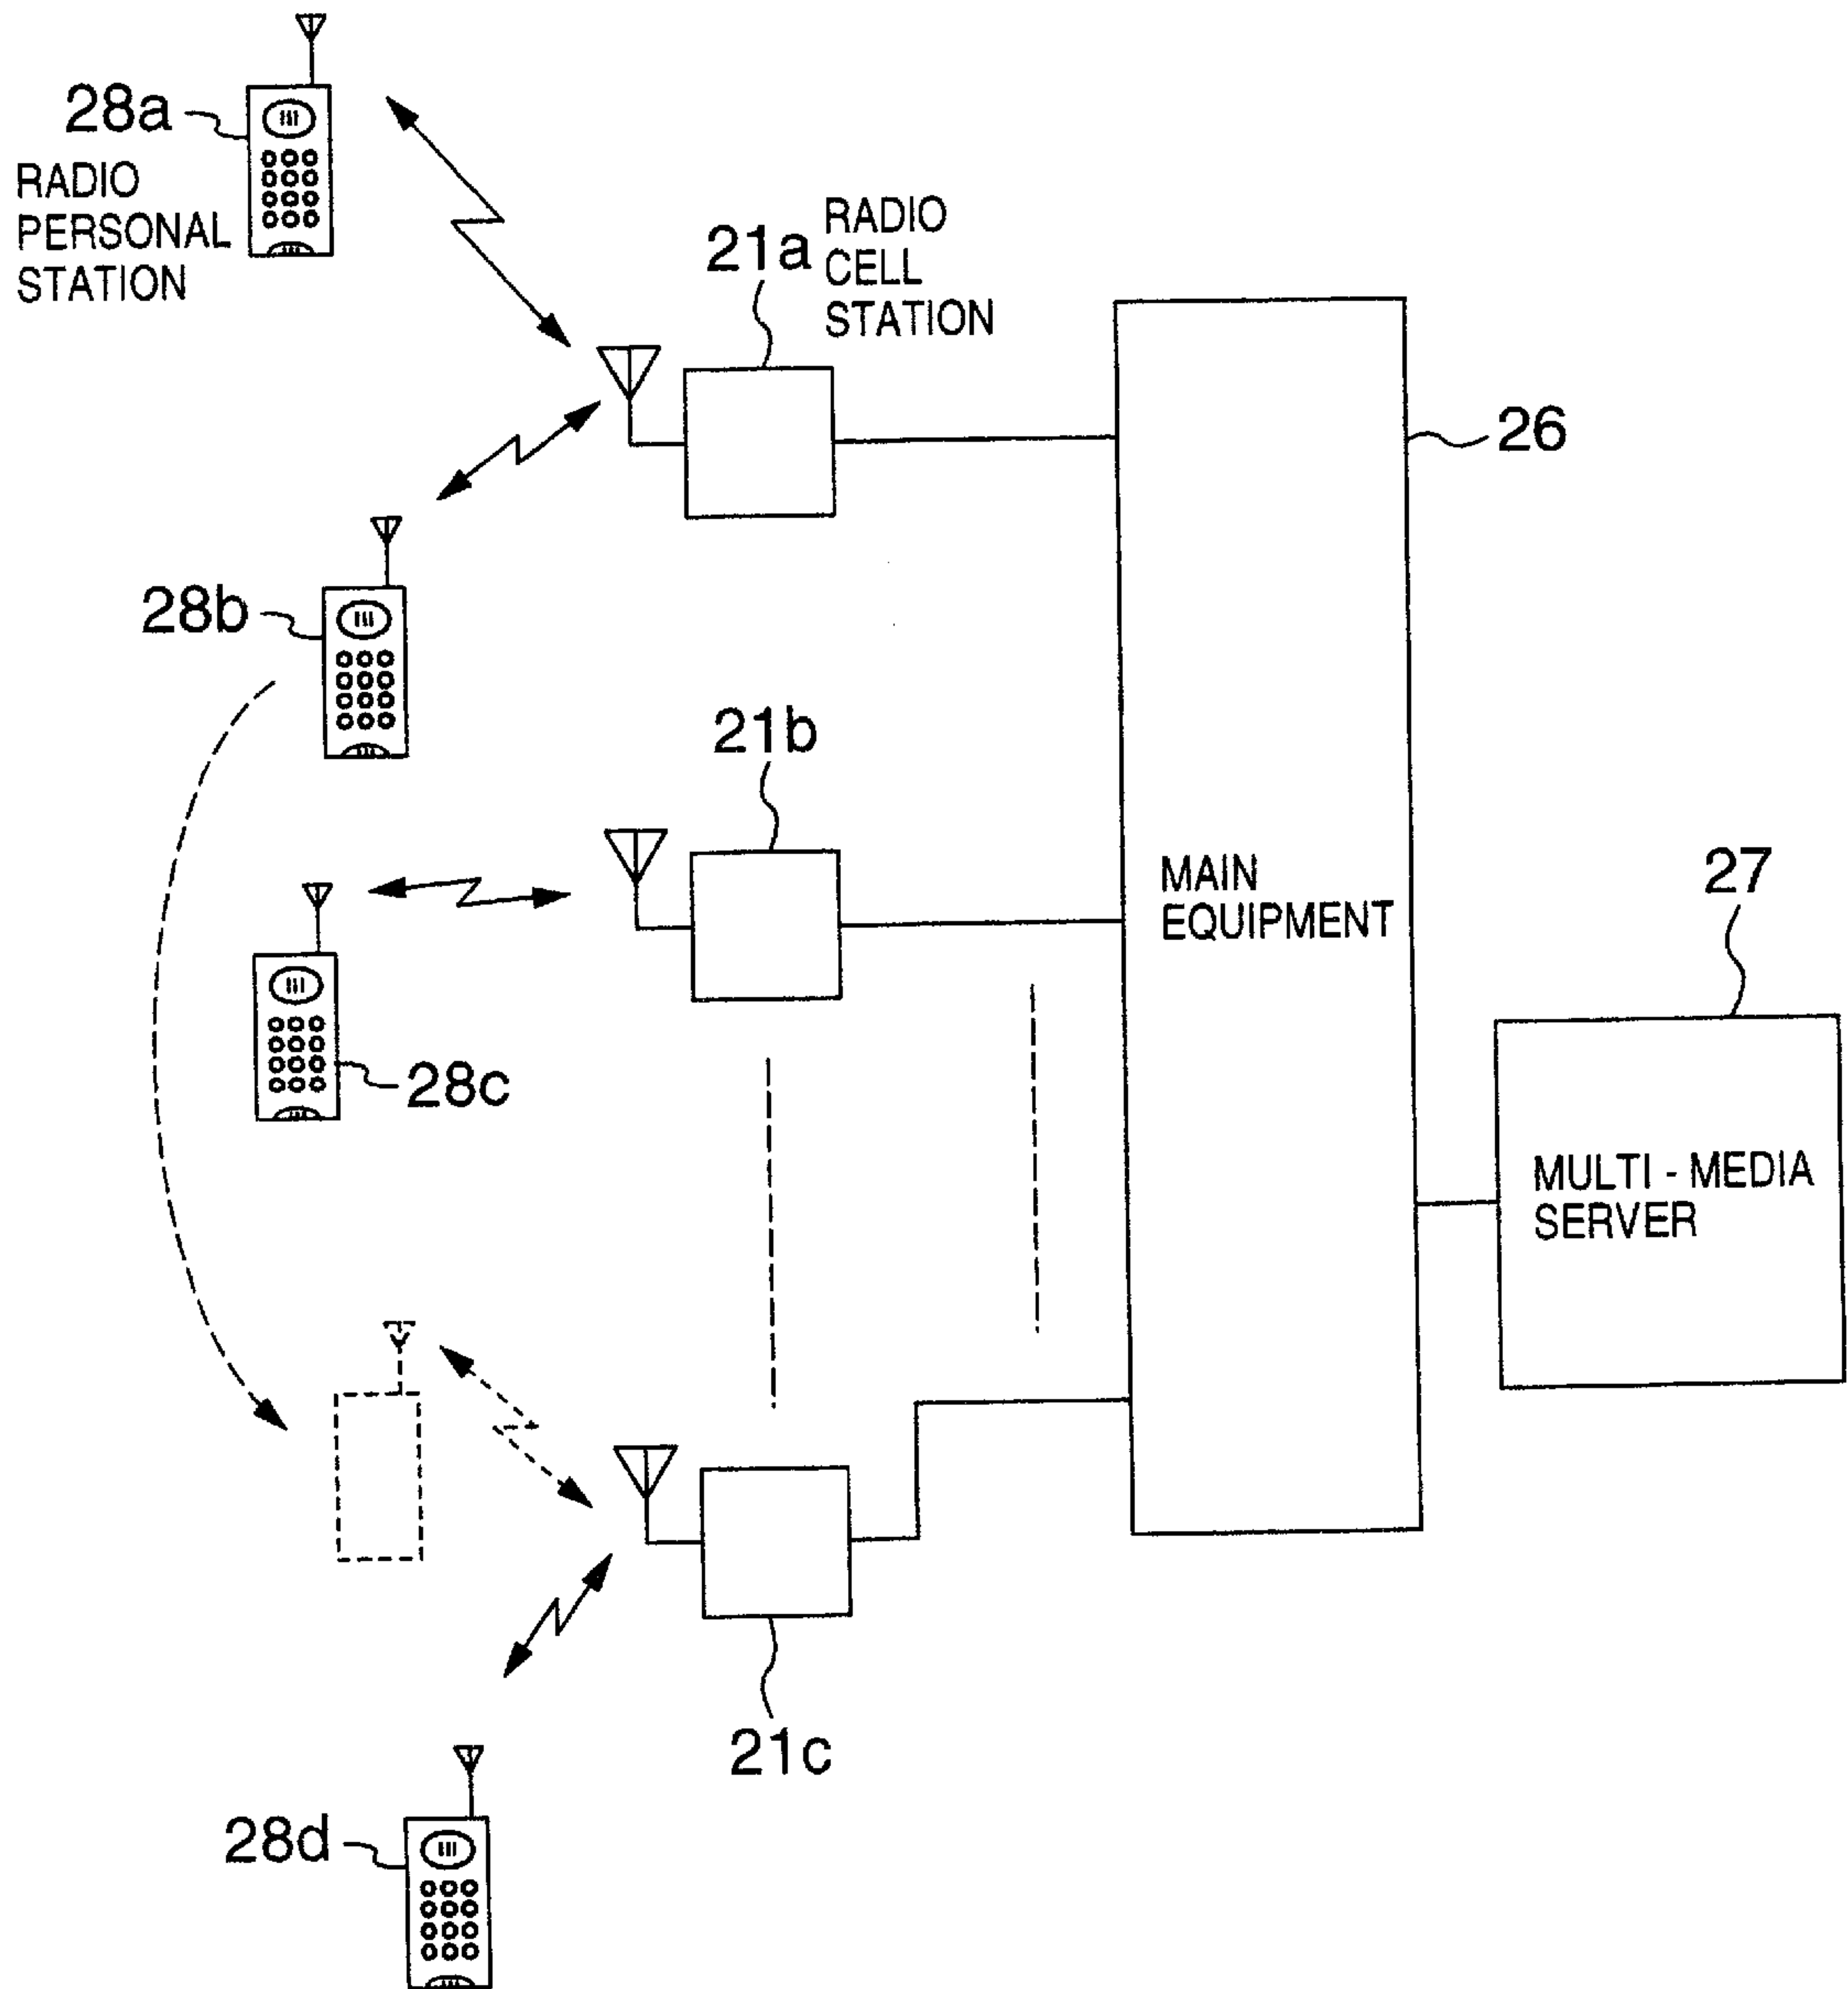 28a
RADIO
PERSONAL
STATION
21a
RADIO
CELL
STATION
26
28b
21b
MAIN
EQUIPMENT
27
28c
MULTI - MEDIA
SERVER
21c
28d